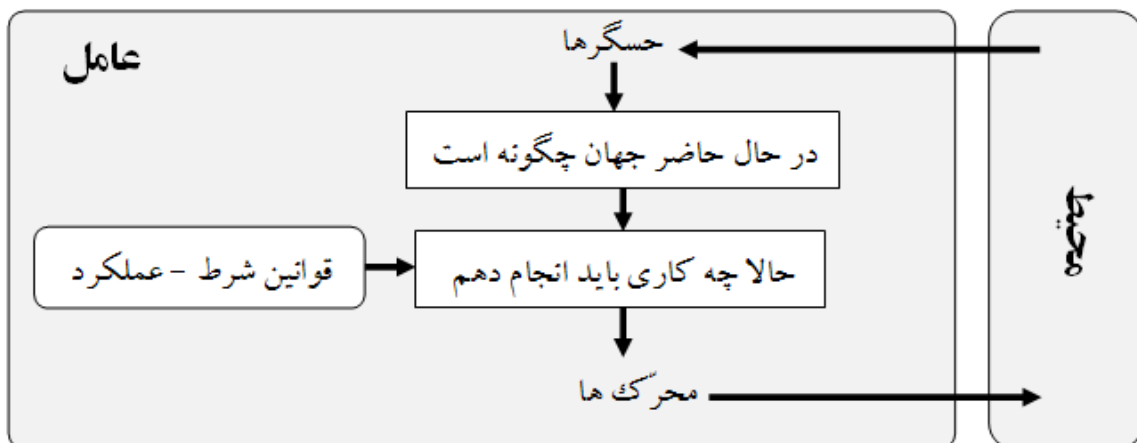 عامل
حسگرها
در حال حاضر جهان چگونه است
حالا چه کاری باید انجام دهم
قوانین شرط - عملکرد
محرّک ها
محیط